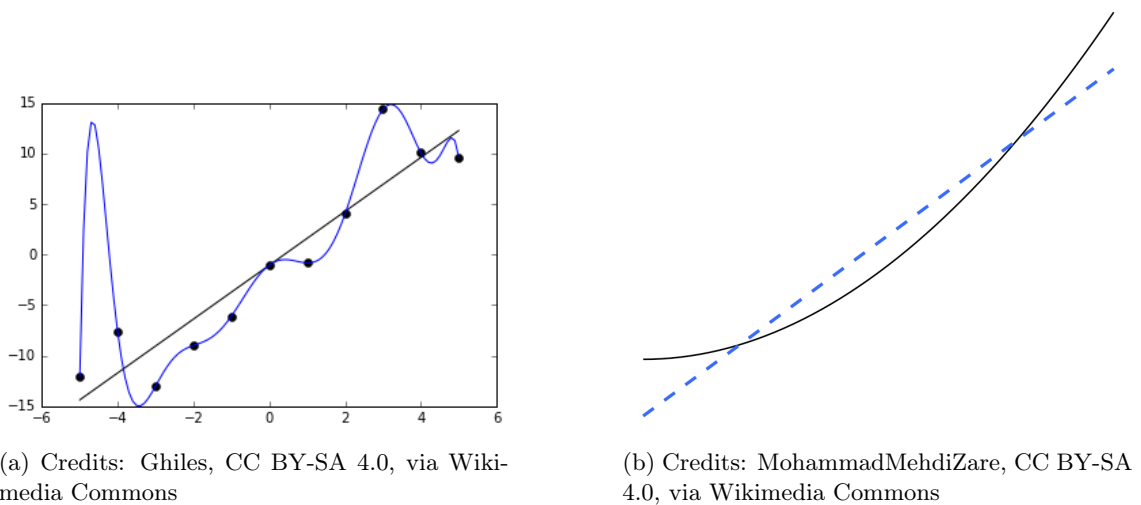 15
10
5
0
−5
−10
−15
−6 −4 −2 0 2 4 6
(a) Credits: Ghiles, CC BY-SA 4.0, via Wiki-
media Commons
(b) Credits: MohammadMehdiZare, CC BY-SA
4.0, via Wikimedia Commons